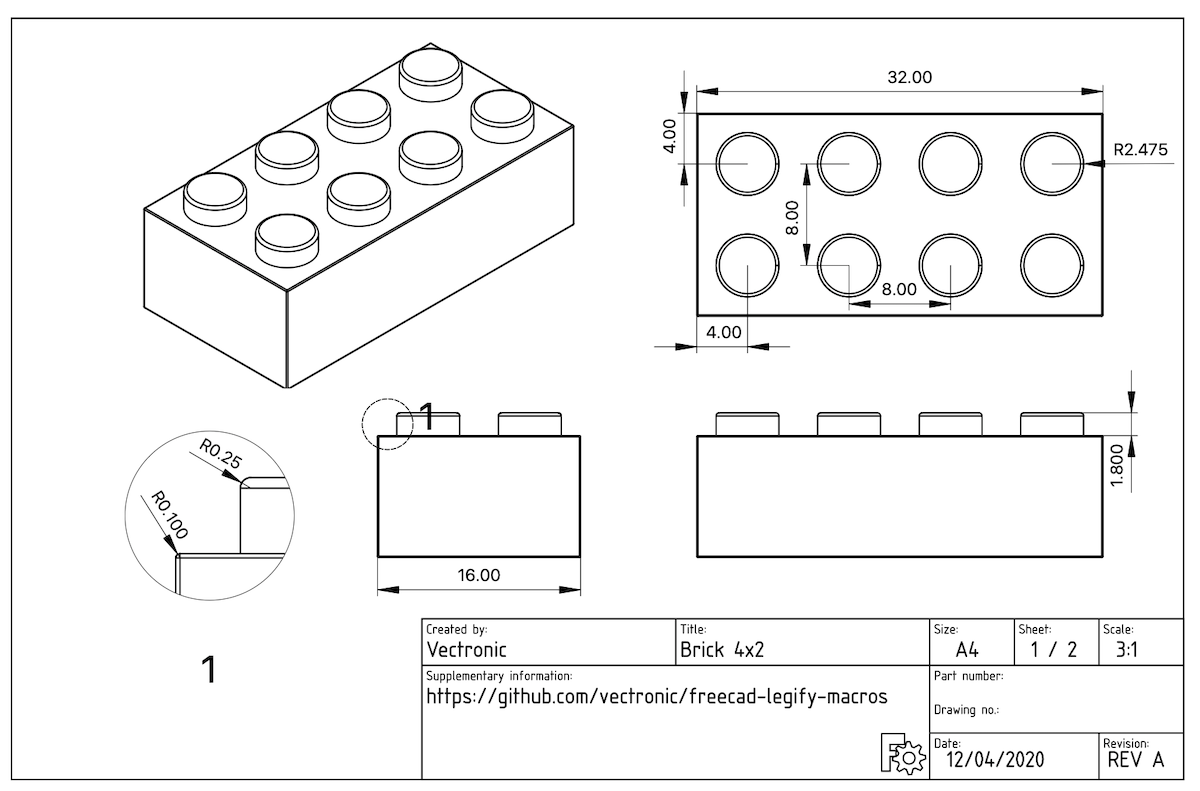 32.00
4.00
R2.475
8.00
8.00
4.00
1
R0.25
R0.100
1.800
16.00
1
Created by:
Vectronic
Title:
Brick 4x2
Size:
A4
Sheet:
1 / 2
Scale:
3:1
Supplementary information:
https://github.com/vectronic/freecad-legify-macros
Part number:
Drawing no.:
Date:
12/04/2020
Revision:
REV A